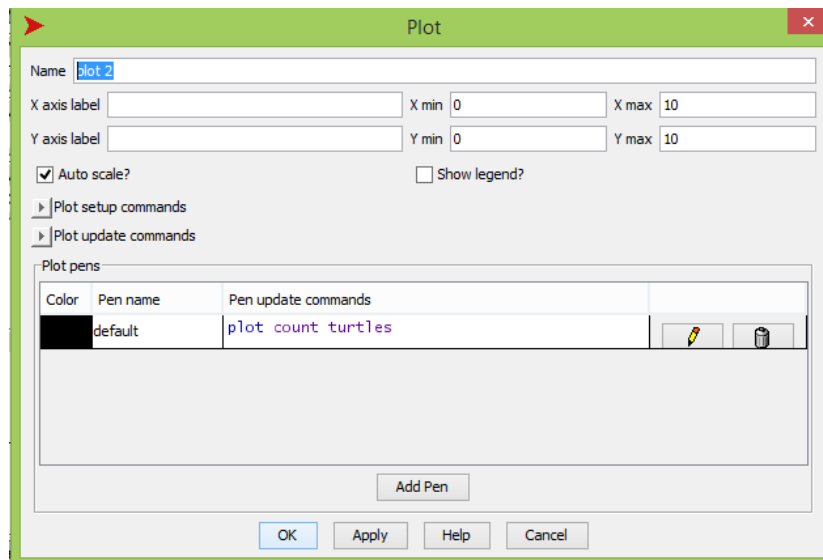 Plot
Name plot 2
X axis label X min 0 X max 10
Y axis label Y min 0 Y max 10
Auto scale? Show legend?
Plot setup commands
Plot update commands
Plot pens
Color Pen name Pen update commands
default plot count turtles
Add Pen
OK Apply Help Cancel